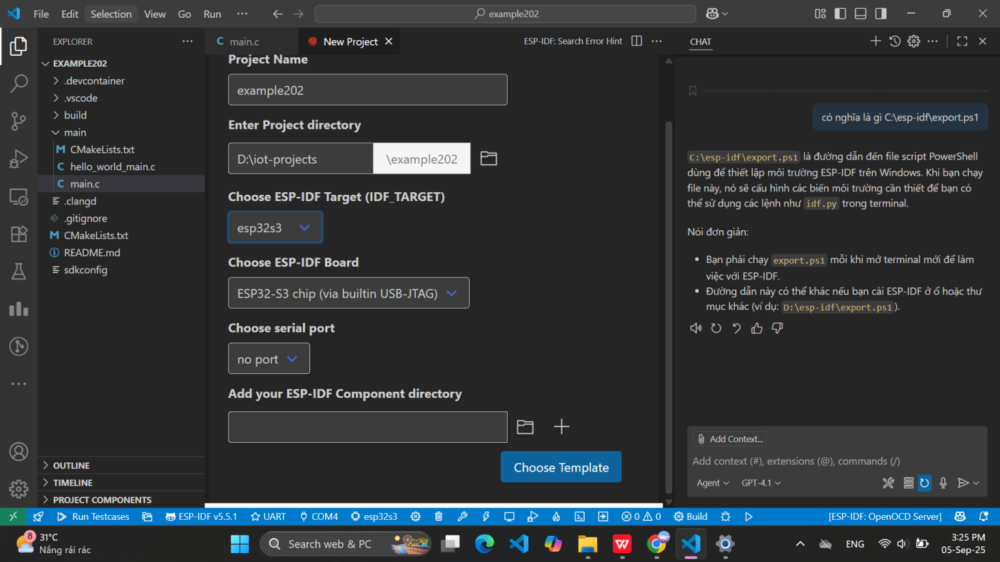 File Edit Selection View Go Run ···
example202
EXPLORER
EXAMPLE202
.devcontainer
.vscode
build
main
CMakeLists.txt
hello_world_main.c
main.c
.clangd
.gitignore
CMakeLists.txt
README.md
sdkconfig
OUTLINE
TIMELINE
PROJECT COMPONENTS
main.c
New Project
ESP-IDF: Search Error Hint
Project Name
example202
Enter Project directory
D:\iot-projects
\example202
Choose ESP-IDF Target (IDF_TARGET)
esp32s3
Choose ESP-IDF Board
ESP32-S3 chip (via builtin USB-JTAG)
Choose serial port
no port
Add your ESP-IDF Component directory
Choose Template
CHAT
có nghĩa là gì C:\esp-idf\export.ps1
C:\esp-idf\export.ps1 là đường dẫn đến file script PowerShell
dùng để thiết lập môi trường ESP-IDF trên Windows. Khi bạn chạy
file này, nó sẽ cấu hình các biến môi trường cần thiết để bạn có
thể sử dụng các lệnh như idf.py trong terminal.
Nói đơn giản:
• Bạn phải chạy export.ps1 mỗi khi mở terminal mới để làm
việc với ESP-IDF.
• Đường dẫn này có thể khác nếu bạn cài ESP-IDF ở ổ hoặc thư
mục khác (ví dụ: D:\esp-idf\export.ps1).
Add Context...
Add context (#), extensions (@), commands (/)
Agent GPT-4.1
Run Testcases ESP-IDF v5.5.1 UART COM4 esp32s3 0 0 Build [ESP-IDF: OpenOCD Server]
8
31°C
Nắng rải rác
Search web & PC
ENG
3:25 PM
05-Sep-25